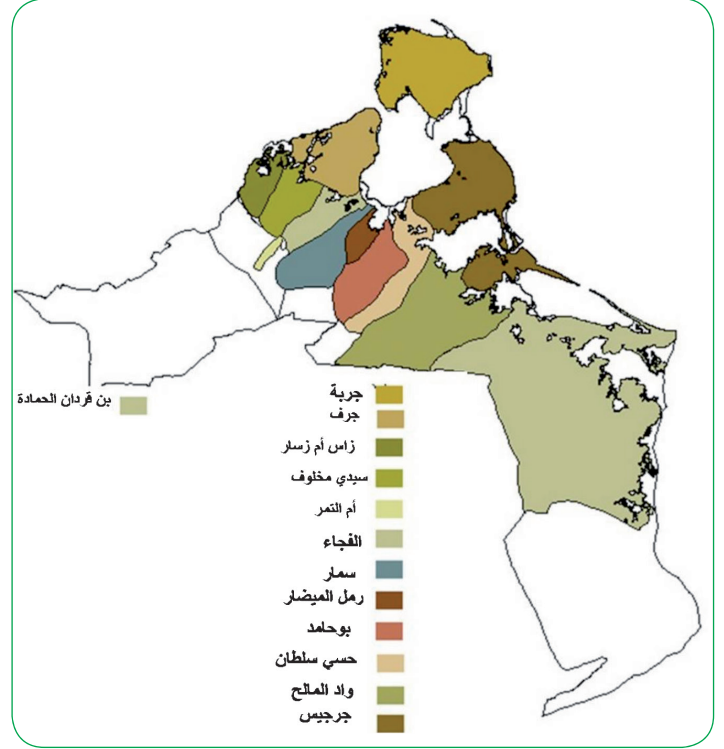 جربة
بن قردان الحمادة
جرف
زاس أم زسار
سيدي مخلوف
أم التمر
الفجاء
سمار
رمل الميضار
بوحامد
حسي سلطان
واد المالح
جرجيس